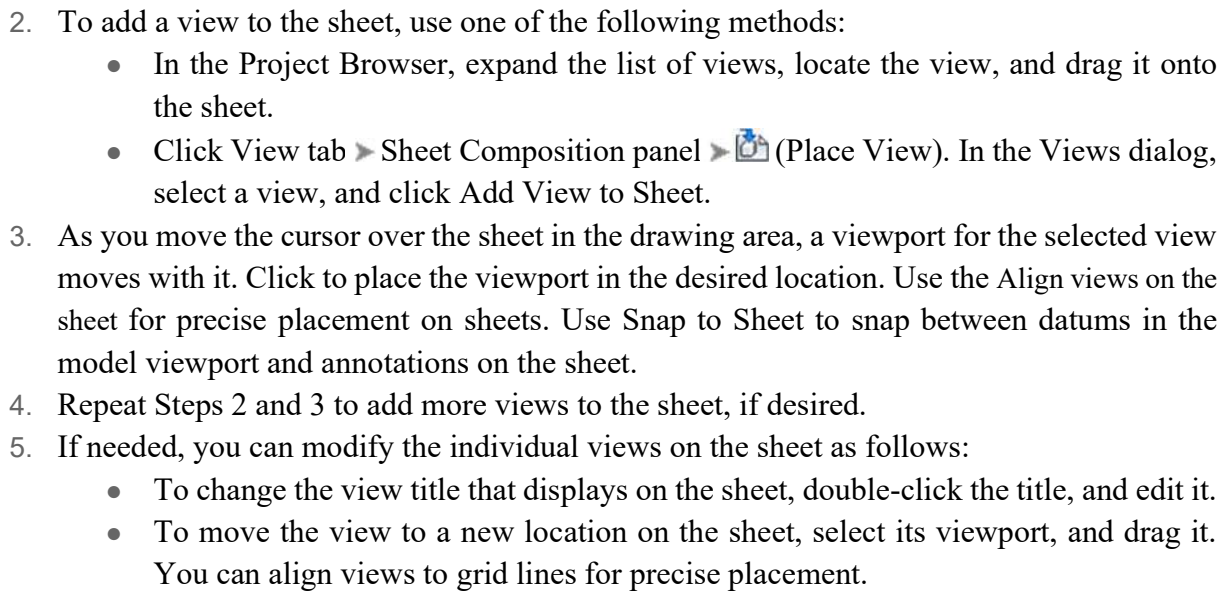 2. To add a view to the sheet, use one of the following methods:
● In the Project Browser, expand the list of views, locate the view, and drag it onto
the sheet.
● Click View tab ➤ Sheet Composition panel ➤ (Place View). In the Views dialog,
select a view, and click Add View to Sheet.
3. As you move the cursor over the sheet in the drawing area, a viewport for the selected view
moves with it. Click to place the viewport in the desired location. Use the Align views on the
sheet for precise placement on sheets. Use Snap to Sheet to snap between datums in the
model viewport and annotations on the sheet.
4. Repeat Steps 2 and 3 to add more views to the sheet, if desired.
5. If needed, you can modify the individual views on the sheet as follows:
● To change the view title that displays on the sheet, double-click the title, and edit it.
● To move the view to a new location on the sheet, select its viewport, and drag it.
You can align views to grid lines for precise placement.